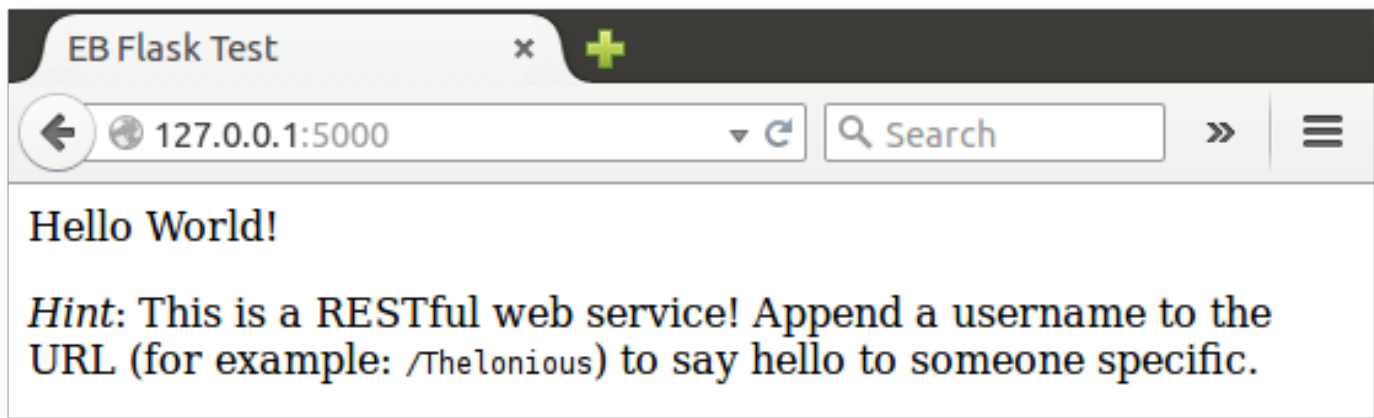 EB Flask Test
127.0.0.1:5000
Search
Hello World!
Hint: This is a RESTful web service! Append a username to the
URL (for example: /Thelonious) to say hello to someone specific.